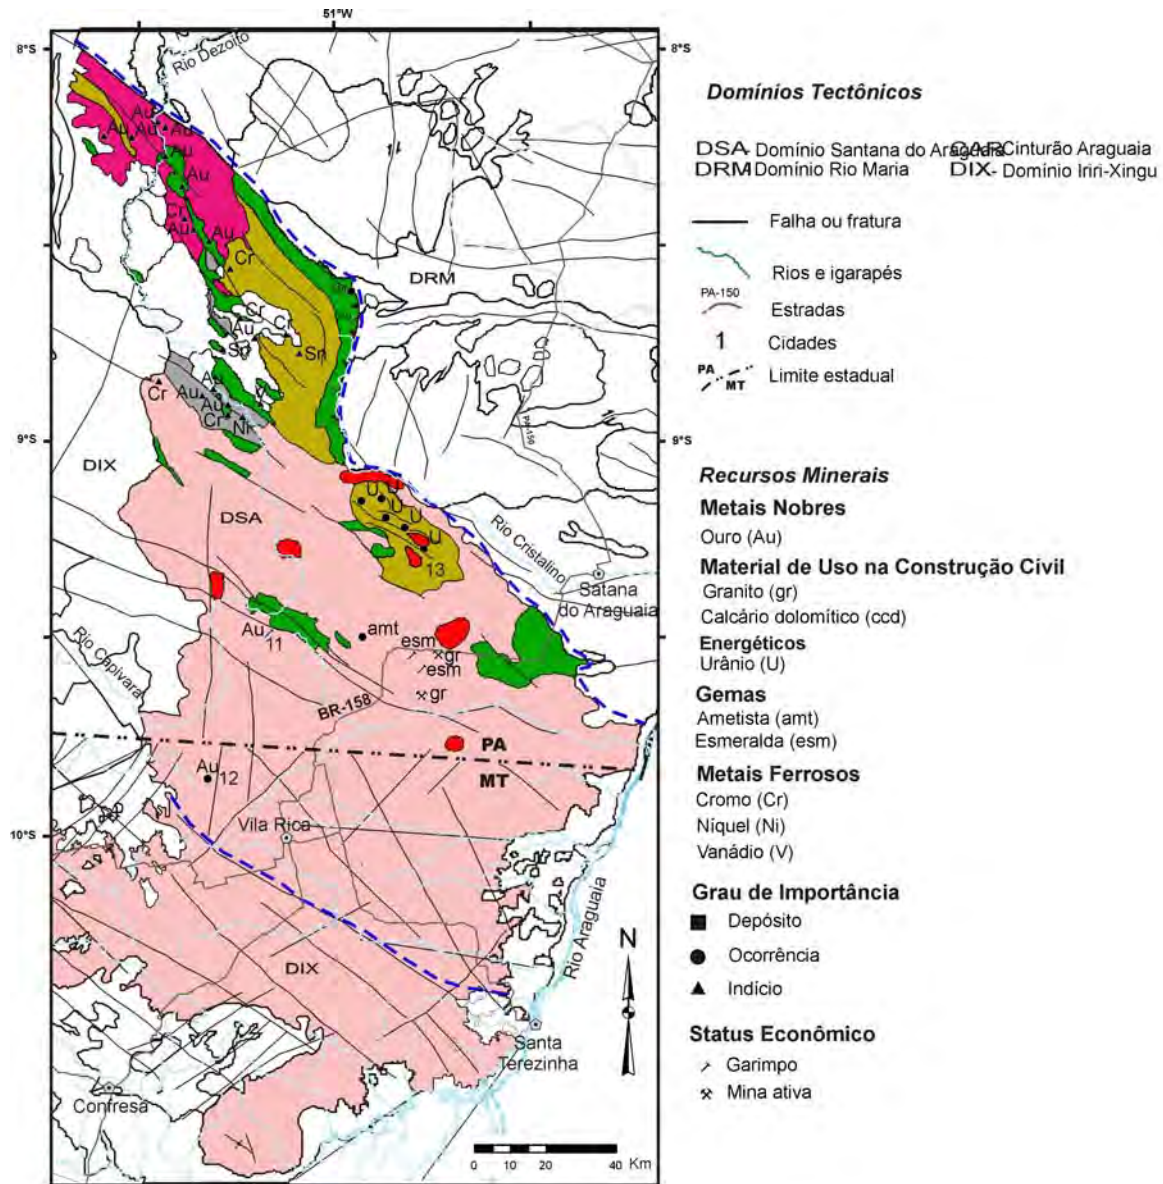 51°W
8°S
8°S
Rio Dezoito
Au
Au
Au
Au
Au
Au
Cr
Au
Au
Cr
DRM
Cr
Au
Cr
Sn
Sn
V
Cr
Au
Au
Au
Cr
Ni
PA-150
9°S
9°S
DIX
DSA
U
U
U
U
U
13
Rio Cristalino
Satana
do Araguaia
Au
11
amt
esm
gr
esm
gr
Rio Capivara
BR-158
PA
MT
Au
12
Vila Rica
10°S
Rio Araguaia
DIX
N
Santa
Terezinha
Confresa
0 10 20 40 Km
Domínios Tectônicos
DSA - Domínio Santana do Araguaia
CAR Cinturão Araguaia
DRM Domínio Rio Maria
DIX - Domínio Iriri-Xingu
Falha ou fratura
Rios e igarapés
PA-150
Estradas
1 Cidades
PA
MT
Limite estadual
Recursos Minerais
Metais Nobres
Ouro (Au)
Material de Uso na Construção Civil
Granito (gr)
Calcário dolomítico (ccd)
Energéticos
Urânio (U)
Gemas
Ametista (amt)
Esmeralda (esm)
Metais Ferrosos
Cromo (Cr)
Níquel (Ni)
Vanádio (V)
Grau de Importância
Depósito
Ocorrência
Indício
Status Econômico
Garimpo
Mina ativa